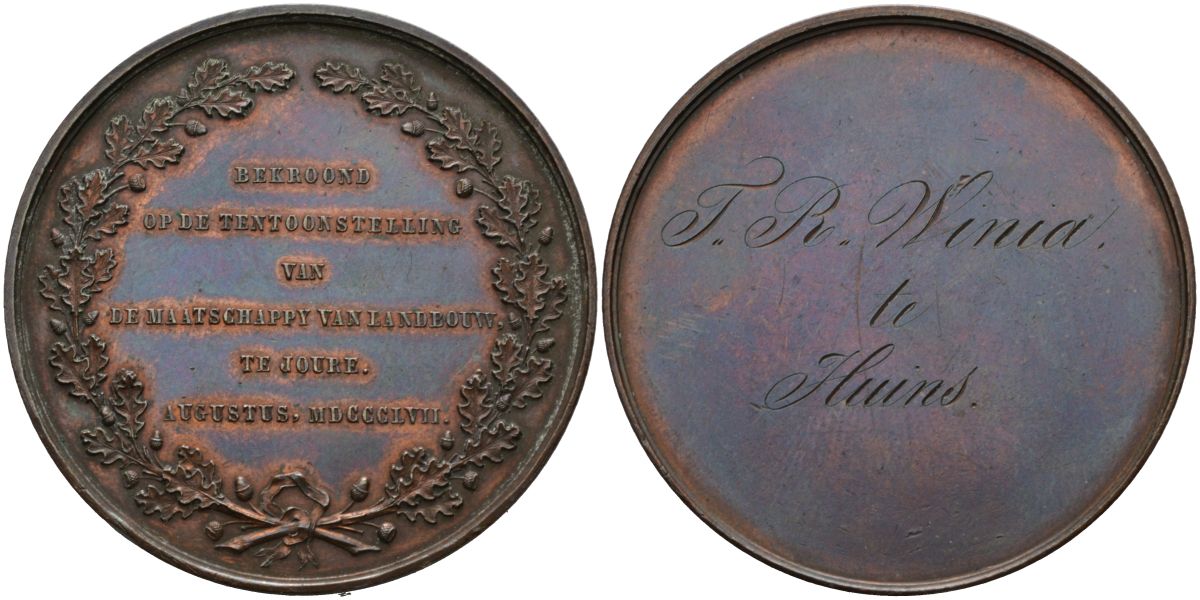 BEKROOND
OP DE TENTOONSTELLING
VAN
DE MAATSCHAPPY VAN LANDBOUW,
TE JOURE.
AUGUSTUS, MDCCCLVII.
T. R. Winia.
te
Huins.